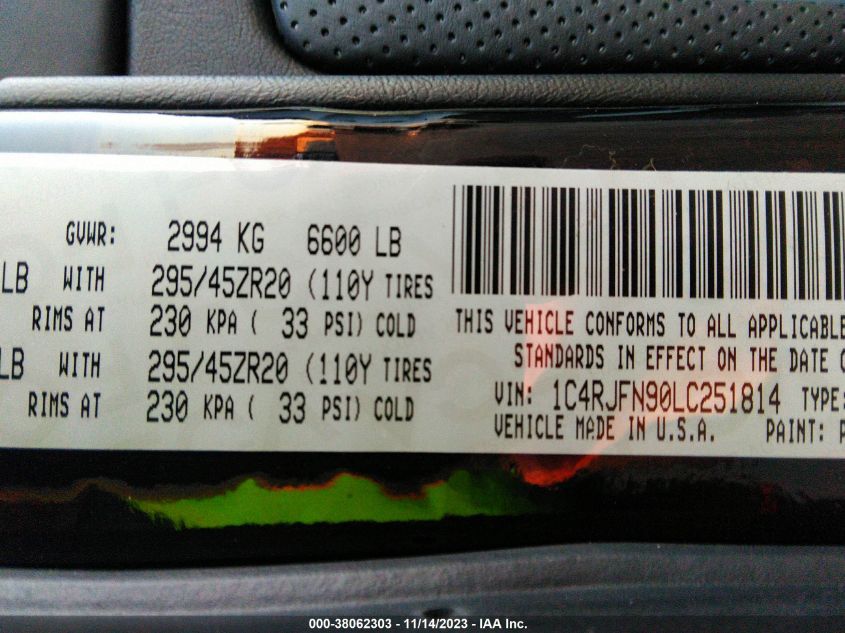 GVWR: 2994 KG 6600 LB
LB WITH 295/45ZR20 (110Y TIRES
RIMS AT 230 KPA ( 33 PSI) COLD
LB WITH 295/45ZR20 (110Y TIRES
RIMS AT 230 KPA ( 33 PSI) COLD
THIS VEHICLE CONFORMS TO ALL APPLICABLE
STANDARDS IN EFFECT ON THE DATE
VIN: 1C4RJFN90LC251814 TYPE:
VEHICLE MADE IN U.S.A. PAINT:
000-38062303 - 11/14/2023 - IAA Inc.